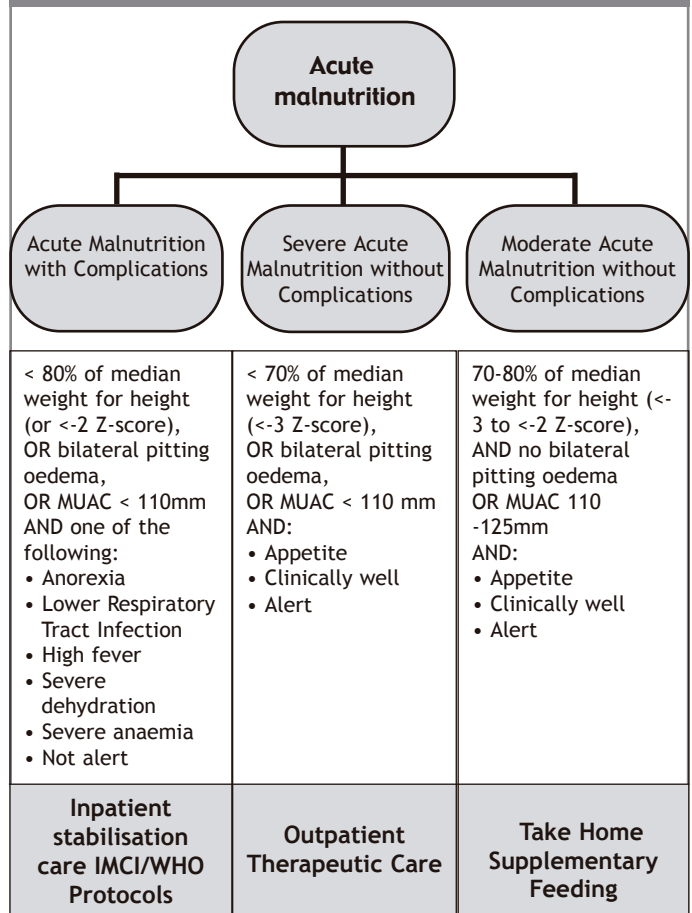 Acute
malnutrition
Acute Malnutrition
with Complications
Severe Acute
Malnutrition without
Complications
Moderate Acute
Malnutrition without
Complications
< 80% of median
weight for height
(or <-2 Z-score),
OR bilateral pitting
oedema,
OR MUAC < 110mm
AND one of the
following:
• Anorexia
• Lower Respiratory
Tract Infection
• High fever
• Severe
dehydration
• Severe anaemia
• Not alert
< 70% of median
weight for height
(<-3 Z-score),
OR bilateral pitting
oedema,
OR MUAC < 110 mm
AND:
• Appetite
• Clinically well
• Alert
70-80% of median
weight for height (<-
3 to <-2 Z-score),
AND no bilateral
pitting oedema
OR MUAC 110
-125mm
AND:
• Appetite
• Clinically well
• Alert
Inpatient
stabilisation
care IMCI/WHO
Protocols
Outpatient
Therapeutic Care
Take Home
Supplementary
Feeding